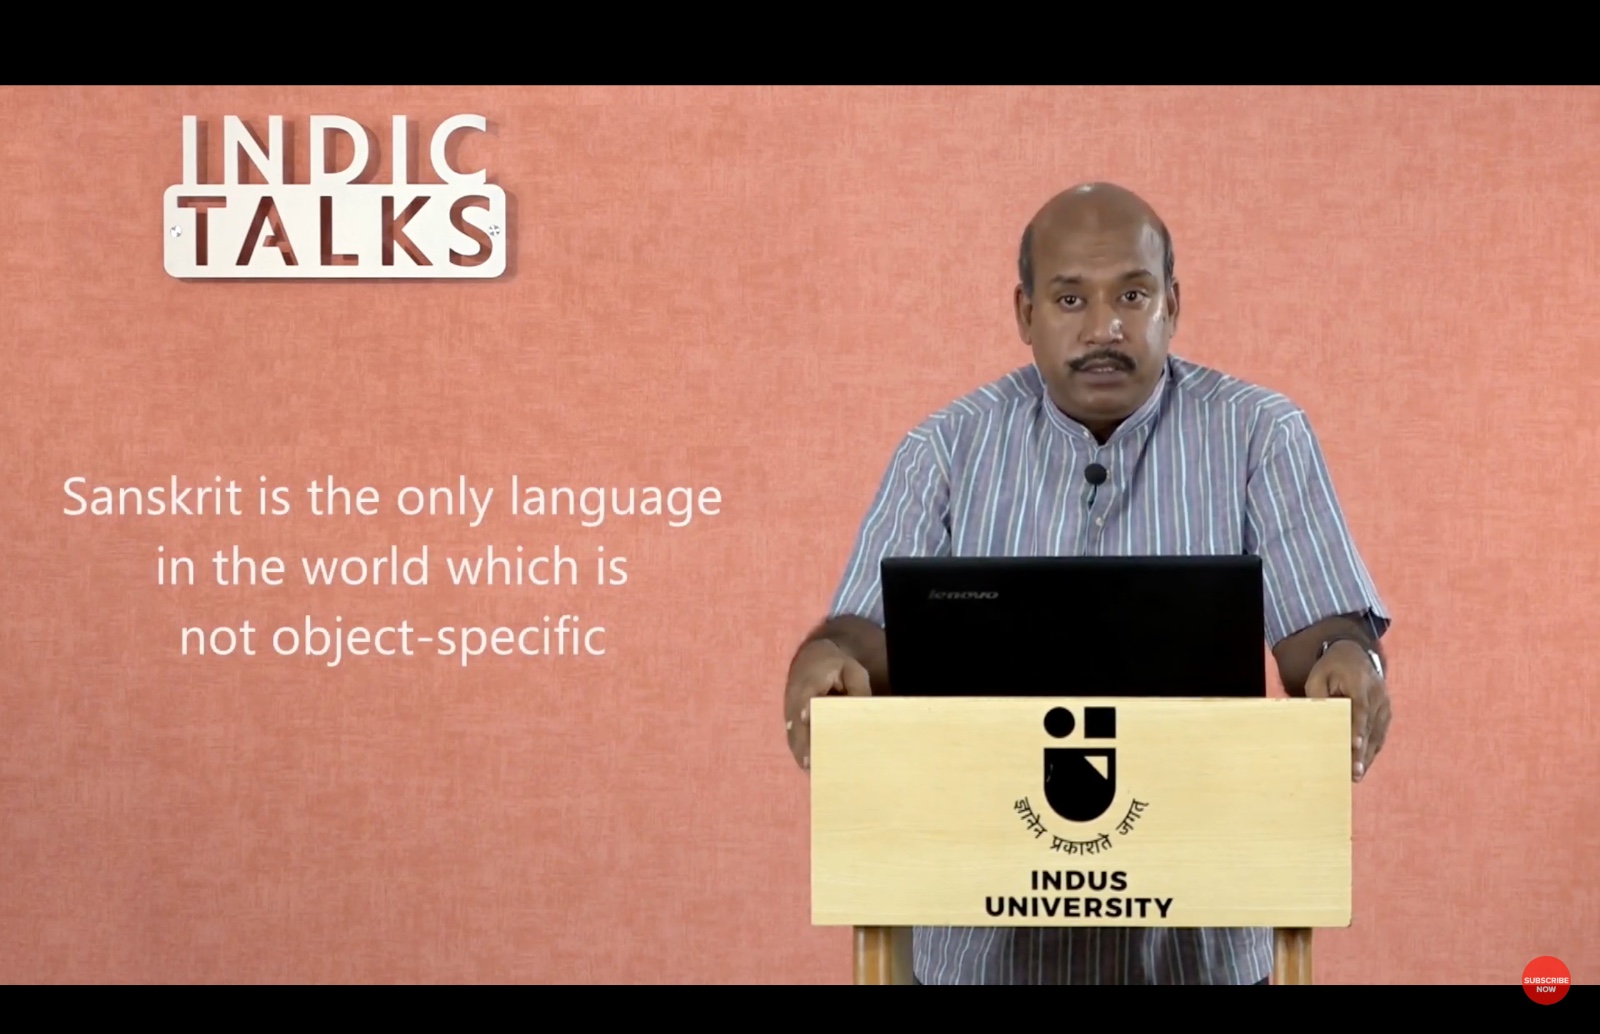 INDIC
TALKS
Sanskrit is the only language
in the world which is
not object-specific
lenovo
ज्ञानेन प्रकाशते जगत्
INDUS
UNIVERSITY
SUBSCRIBE
NOW